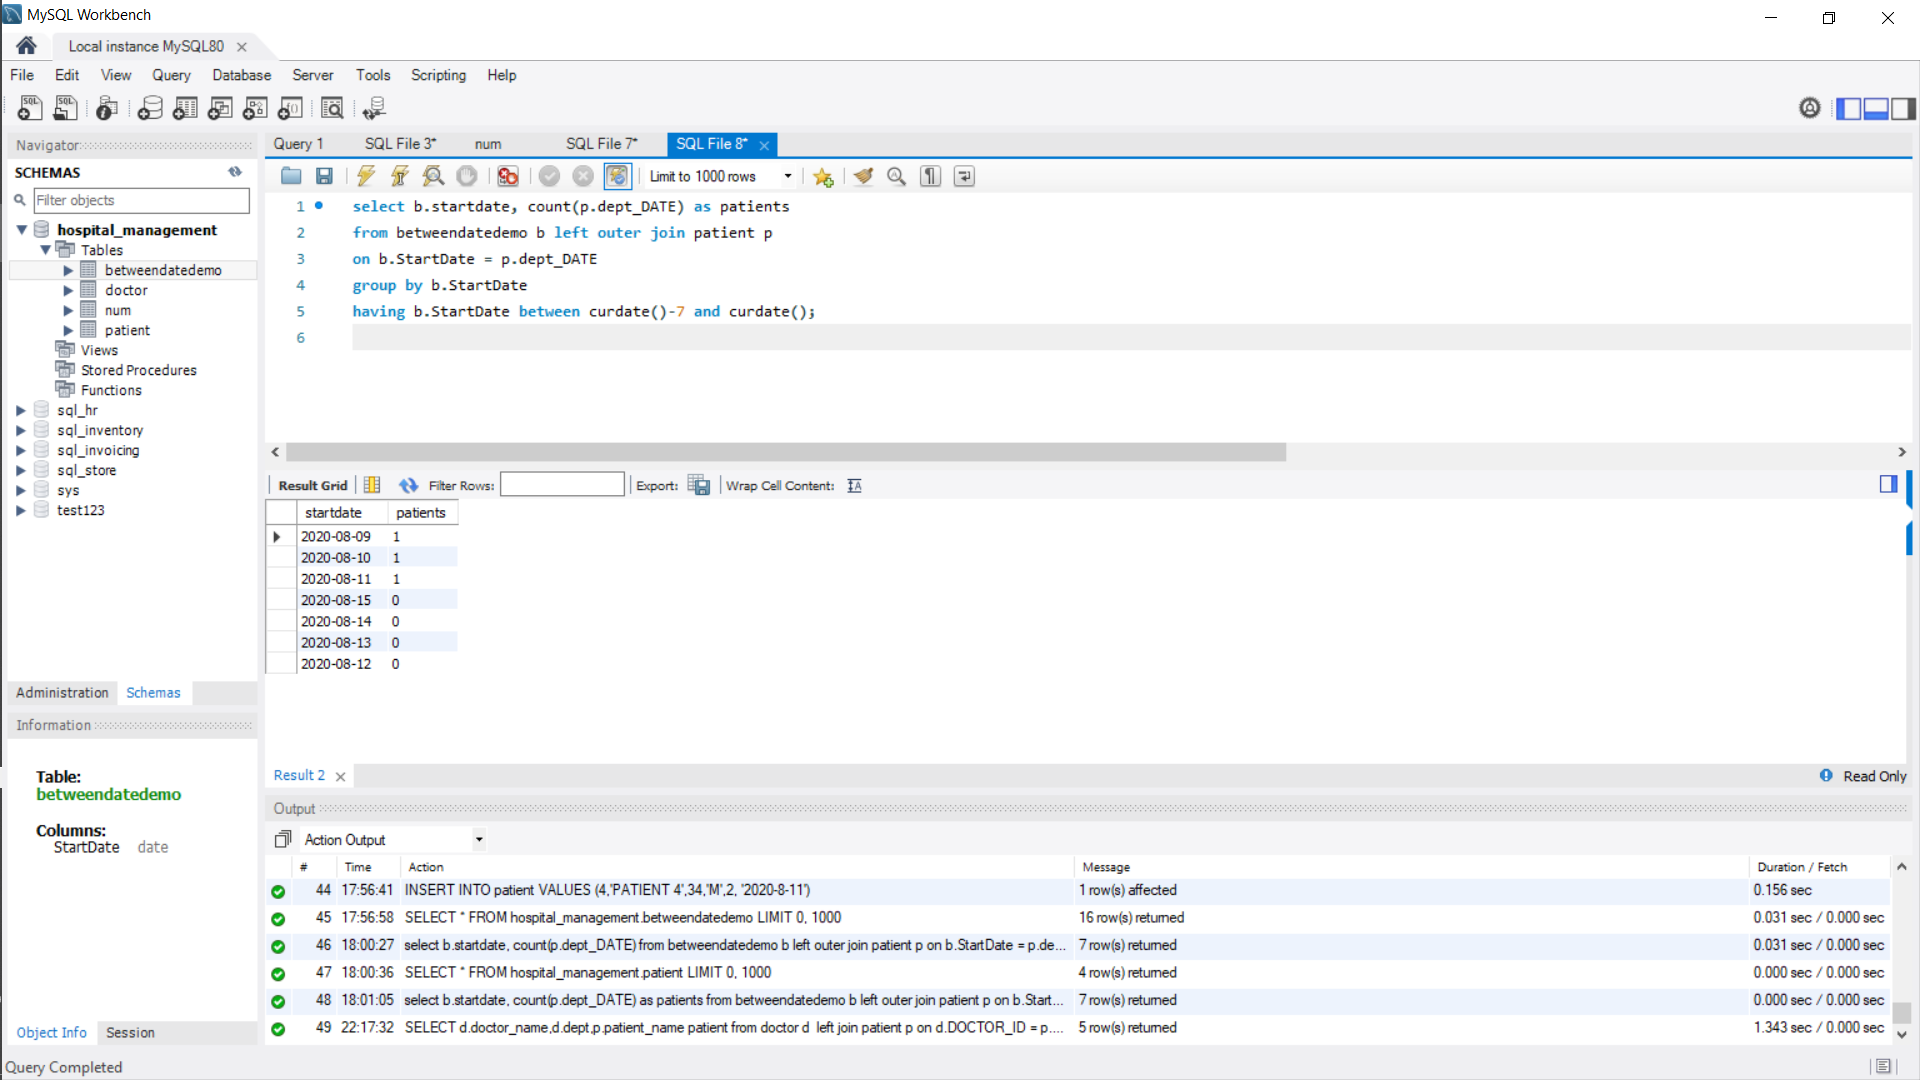 MySQL Workbench
Local instance MySQL80
File Edit View Query Database Server Tools Scripting Help
Navigator
SCHEMAS
Filter objects
hospital_management
Tables
betweendatedemo
doctor
num
patient
Views
Stored Procedures
Functions
sql_hr
sql_inventory
sql_invoicing
sql_store
sys
test123
Administration Schemas
Information
Table:
betweendatedemo
Columns:
StartDate date
Object Info Session
Query 1 SQL File 3* num SQL File 7* SQL File 8*
Limit to 1000 rows
1 select b.startdate, count(p.dept_DATE) as patients
2 from betweendatedemo b left outer join patient p
3 on b.StartDate = p.dept_DATE
4 group by b.StartDate
5 having b.StartDate between curdate()-7 and curdate();
6
Result Grid Filter Rows: Export: Wrap Cell Content:
startdate patients
2020-08-09 1
2020-08-10 1
2020-08-11 1
2020-08-15 0
2020-08-14 0
2020-08-13 0
2020-08-12 0
Result 2 Read Only
Output
Action Output
# Time Action Message Duration / Fetch
44 17:56:41 INSERT INTO patient VALUES (4,'PATIENT 4',34,'M',2, '2020-8-11') 1 row(s) affected 0.156 sec
45 17:56:58 SELECT * FROM hospital_management.betweendatedemo LIMIT 0, 1000 16 row(s) returned 0.031 sec / 0.000 sec
46 18:00:27 select b.startdate, count(p.dept_DATE) from betweendatedemo b left outer join patient p on b.StartDate = p.de... 7 row(s) returned 0.031 sec / 0.000 sec
47 18:00:36 SELECT * FROM hospital_management.patient LIMIT 0, 1000 4 row(s) returned 0.000 sec / 0.000 sec
48 18:01:05 select b.startdate, count(p.dept_DATE) as patients from betweendatedemo b left outer join patient p on b.Start... 7 row(s) returned 0.000 sec / 0.000 sec
49 22:17:32 SELECT d.doctor_name,d.dept,p.patient_name patient from doctor d left join patient p on d.DOCTOR_ID = p.... 5 row(s) returned 1.343 sec / 0.000 sec
Query Completed